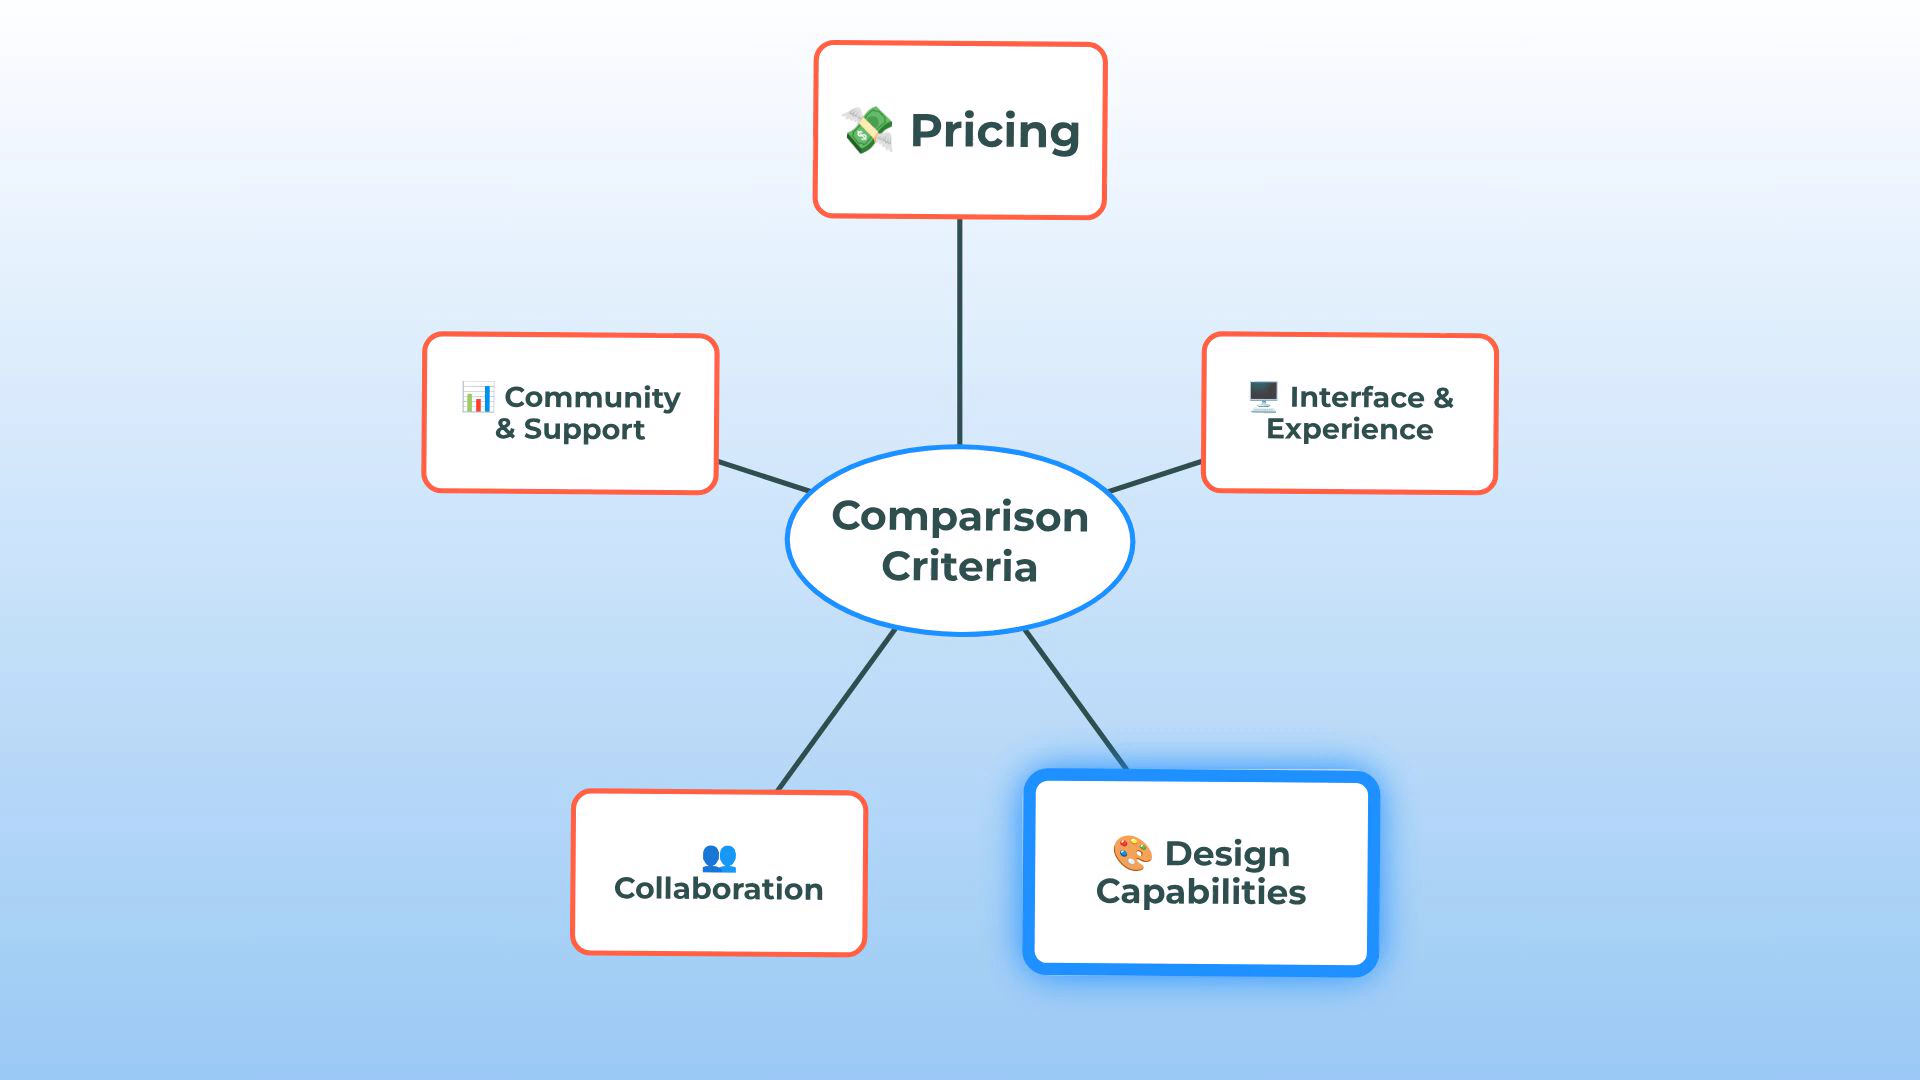 💸 Pricing
📊 Community
& Support
🖥️ Interface &
Experience
Comparison
Criteria
👥
Collaboration
🎨 Design
Capabilities